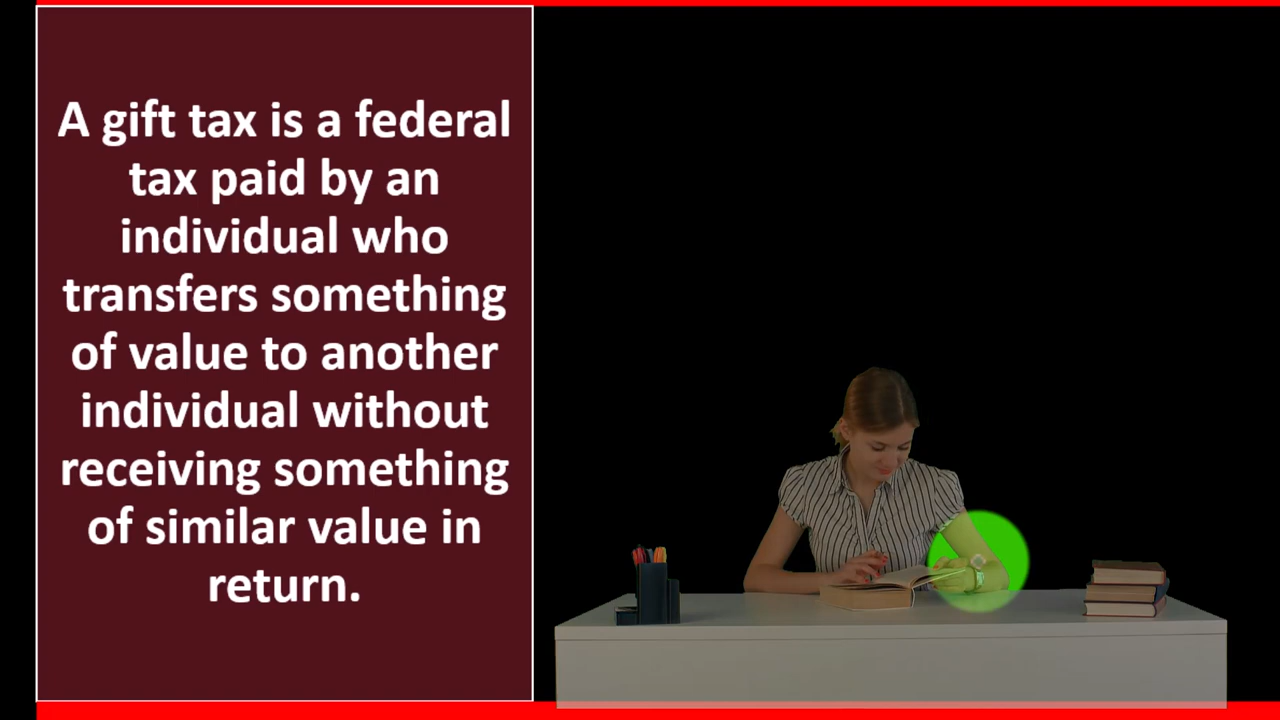 A gift tax is a federal
tax paid by an
individual who
transfers something
of value to another
individual without
receiving something
of similar value in
return.